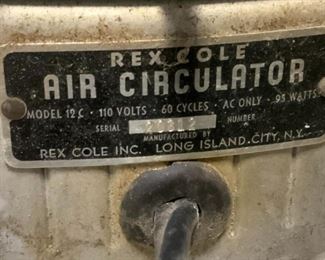 REX COLE
AIR CIRCULATOR
MODEL 12C · 110 VOLTS · 60 CYCLES · AC ONLY · 95 WATTS
SERIAL NUMBER
MANUFACTURED BY
REX COLE INC. LONG ISLAND CITY, N.Y.